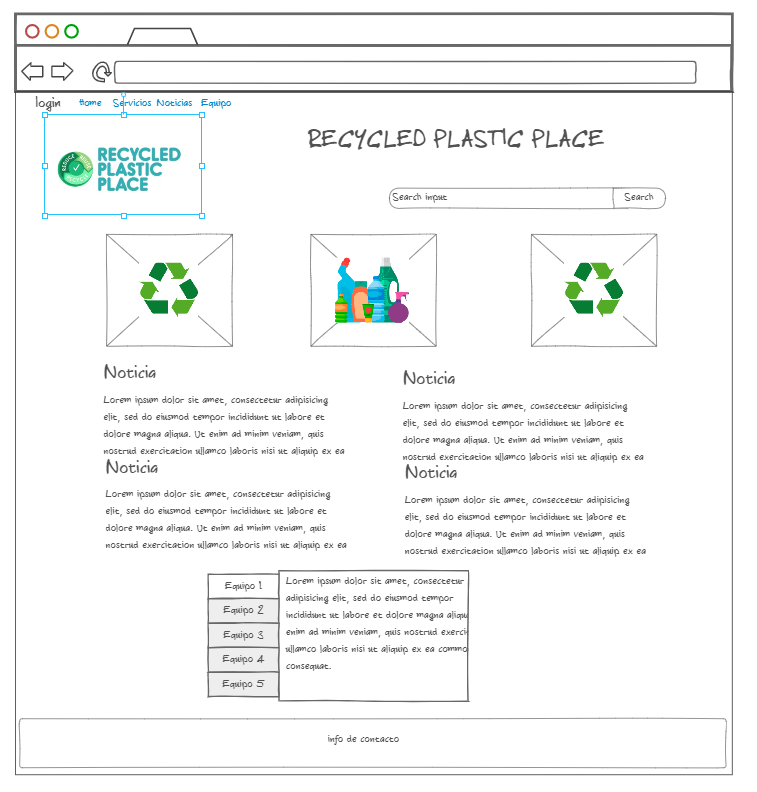 login Home Servicios Noticias Equipo
REDUCE REUSE RECYCLE
RECYCLED
PLASTIC
PLACE
RECYCLED PLASTIC PLACE
Search input Search
Noticia
Lorem ipsum dolor sit amet, consectetur adipisicing
elit, sed do eiusmod tempor incididunt ut labore et
dolore magna aliqua. Ut enim ad minim veniam, quis
nostrud exercitation ullamco laboris nisi ut aliquip ex ea
Noticia
Lorem ipsum dolor sit amet, consectetur adipisicing
elit, sed do eiusmod tempor incididunt ut labore et
dolore magna aliqua. Ut enim ad minim veniam, quis
nostrud exercitation ullamco laboris nisi ut aliquip ex ea
Noticia
Lorem ipsum dolor sit amet, consectetur adipisicing
elit, sed do eiusmod tempor incididunt ut labore et
dolore magna aliqua. Ut enim ad minim veniam, quis
nostrud exercitation ullamco laboris nisi ut aliquip ex ea
Noticia
Lorem ipsum dolor sit amet, consectetur adipisicing
elit, sed do eiusmod tempor incididunt ut labore et
dolore magna aliqua. Ut enim ad minim veniam, quis
nostrud exercitation ullamco laboris nisi ut aliquip ex ea
Equipo 1
Equipo 2
Equipo 3
Equipo 4
Equipo 5
Lorem ipsum dolor sit amet, consectetur
adipisicing elit, sed do eiusmod tempor
incididunt ut labore et dolore magna aliqu
enim ad minim veniam, quis nostrud exerci
ullamco laboris nisi ut aliquip ex ea commo
consequat.
info de contacto